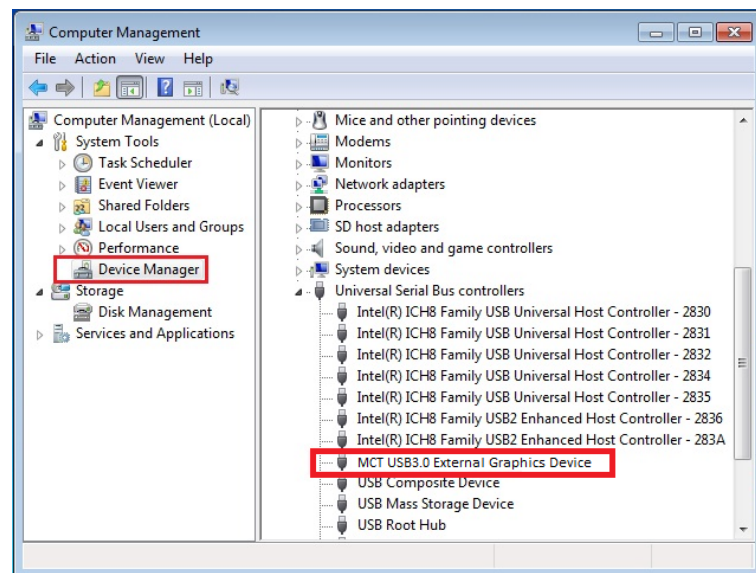 Computer Management
File Action View Help
Computer Management (Local)
System Tools
Task Scheduler
Event Viewer
Shared Folders
Local Users and Groups
Performance
Device Manager
Storage
Disk Management
Services and Applications
Mice and other pointing devices
Modems
Monitors
Network adapters
Processors
SD host adapters
Sound, video and game controllers
System devices
Universal Serial Bus controllers
Intel(R) ICH8 Family USB Universal Host Controller - 2830
Intel(R) ICH8 Family USB Universal Host Controller - 2831
Intel(R) ICH8 Family USB Universal Host Controller - 2832
Intel(R) ICH8 Family USB Universal Host Controller - 2834
Intel(R) ICH8 Family USB Universal Host Controller - 2835
Intel(R) ICH8 Family USB2 Enhanced Host Controller - 2836
Intel(R) ICH8 Family USB2 Enhanced Host Controller - 283A
MCT USB3.0 External Graphics Device
USB Composite Device
USB Mass Storage Device
USB Root Hub